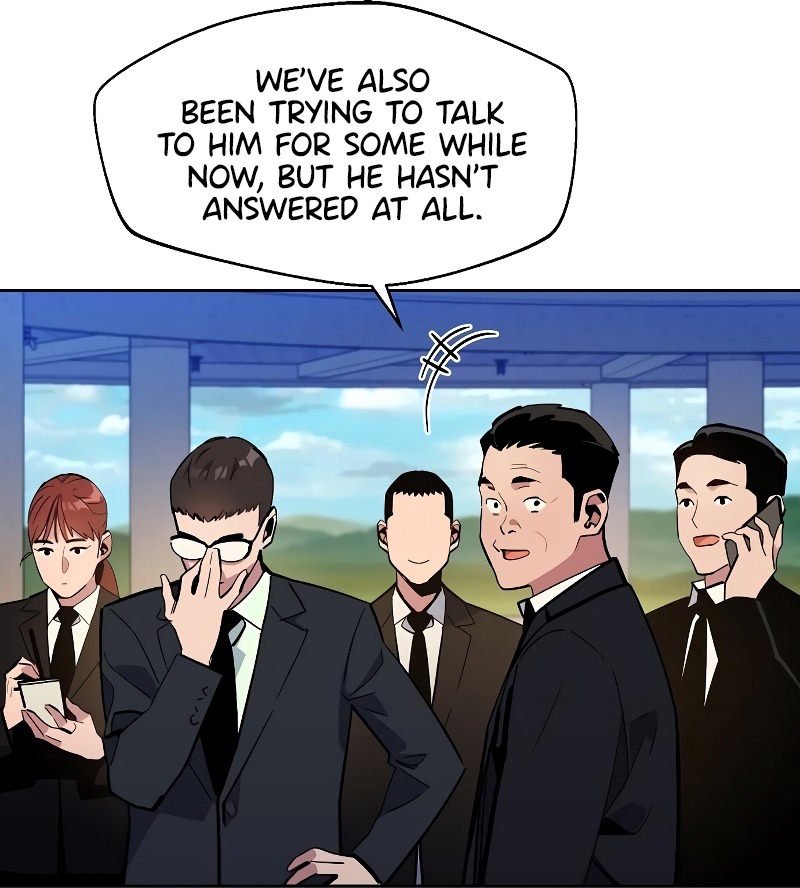 WE'VE ALSO
BEEN TRYING TO TALK
TO HIM FOR SOME WHILE
NOW, BUT HE HASN'T
ANSWERED AT ALL.